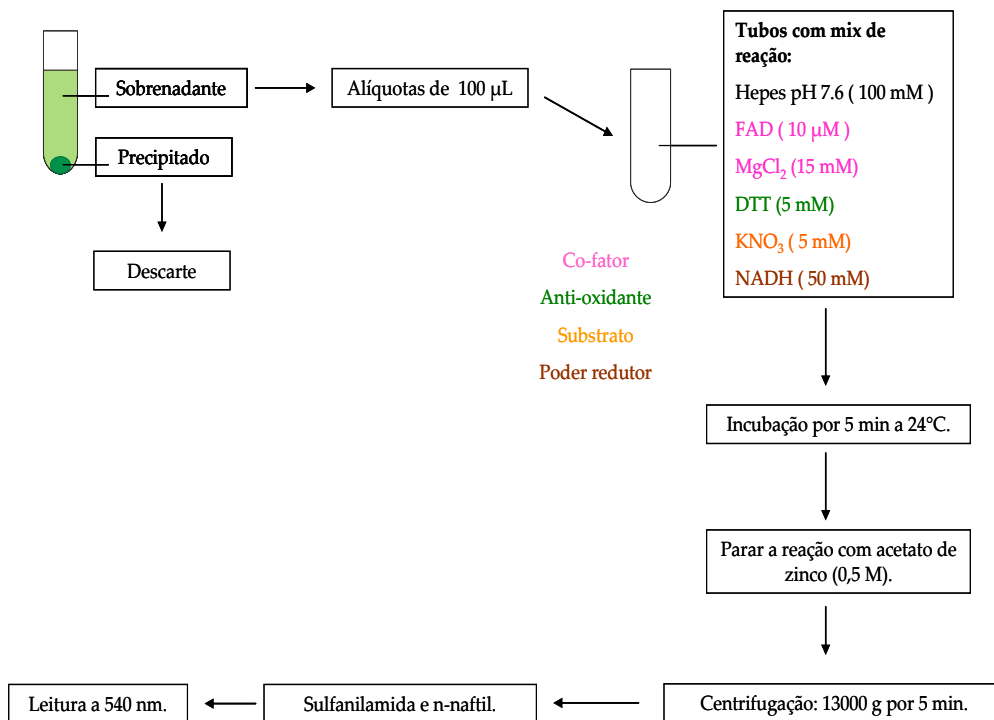 Sobrenadante
Alíquotas de 100 µL
Precipitado
Descarte
Tubos com mix de
reação:
Hepes pH 7.6 ( 100 mM )
FAD ( 10 µM )
MgCl₂ (15 mM)
DTT (5 mM)
KNO₃ ( 5 mM)
NADH ( 50 mM)
Co-fator
Anti-oxidante
Substrato
Poder redutor
Incubação por 5 min a 24°C.
Parar a reação com acetato de
zinco (0,5 M).
Centrifugação: 13000 g por 5 min.
Sulfanilamida e n-naftil.
Leitura a 540 nm.